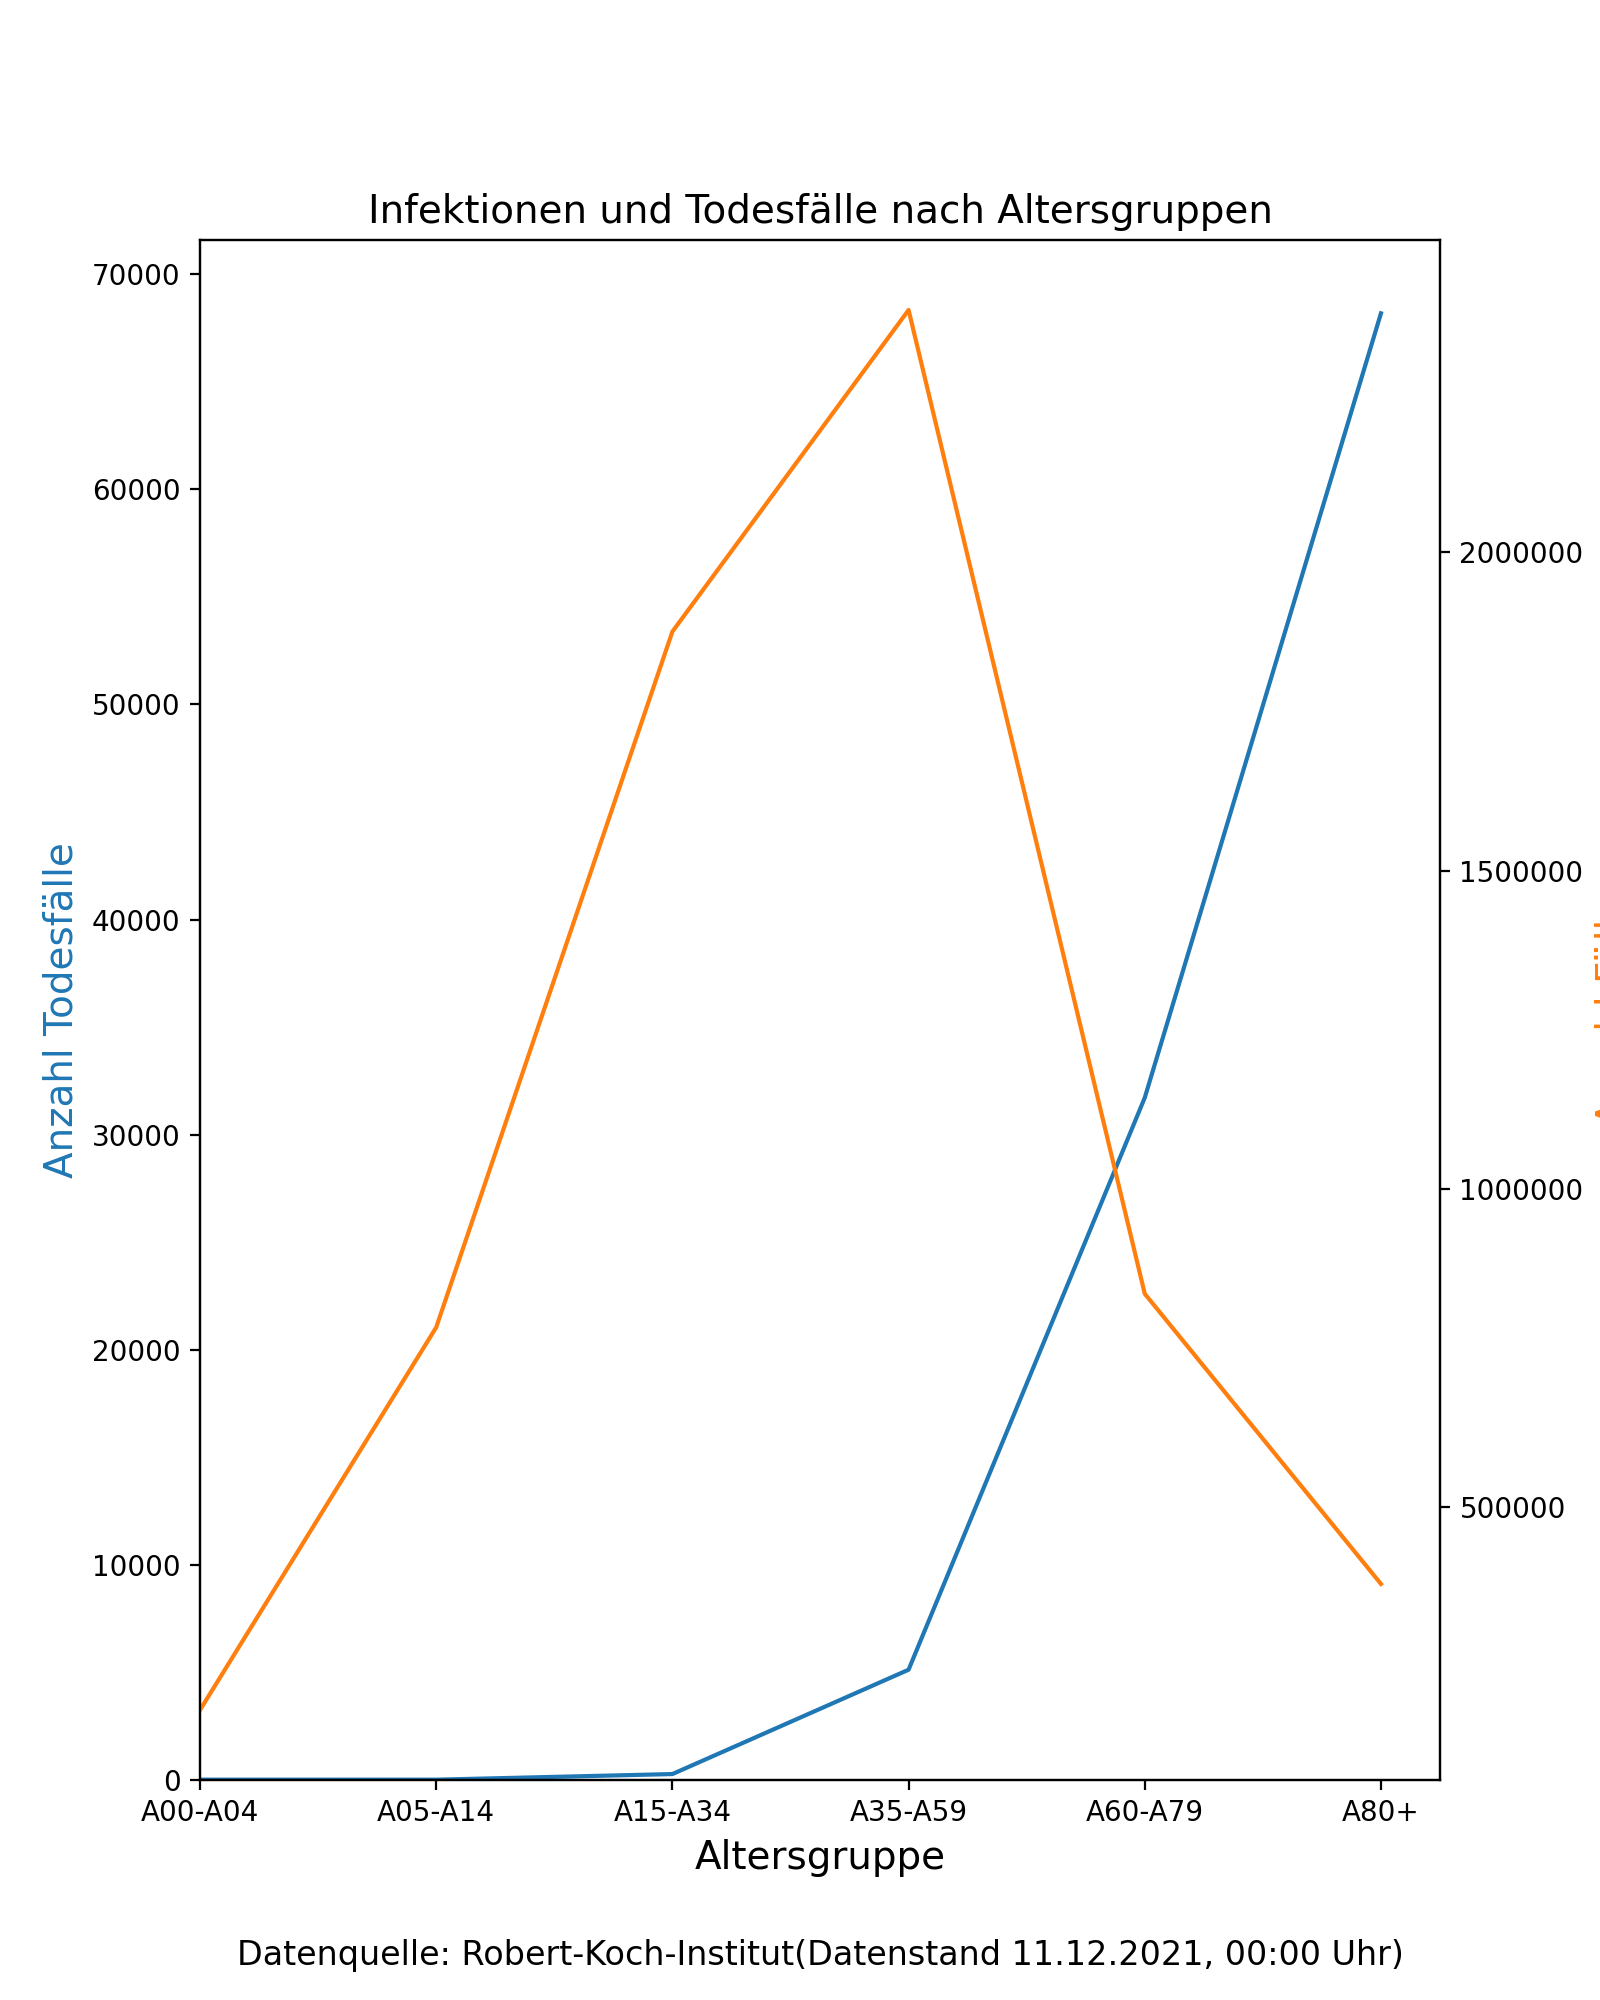 Infektionen und Todesfälle nach Altersgruppen
70000
60000
50000
40000
30000
20000
10000
0
Anzahl Todesfälle
2000000
1500000
1000000
500000
A00-A04 A05-A14 A15-A34 A35-A59 A60-A79 A80+
Altersgruppe
Datenquelle: Robert-Koch-Institut(Datenstand 11.12.2021, 00:00 Uhr)